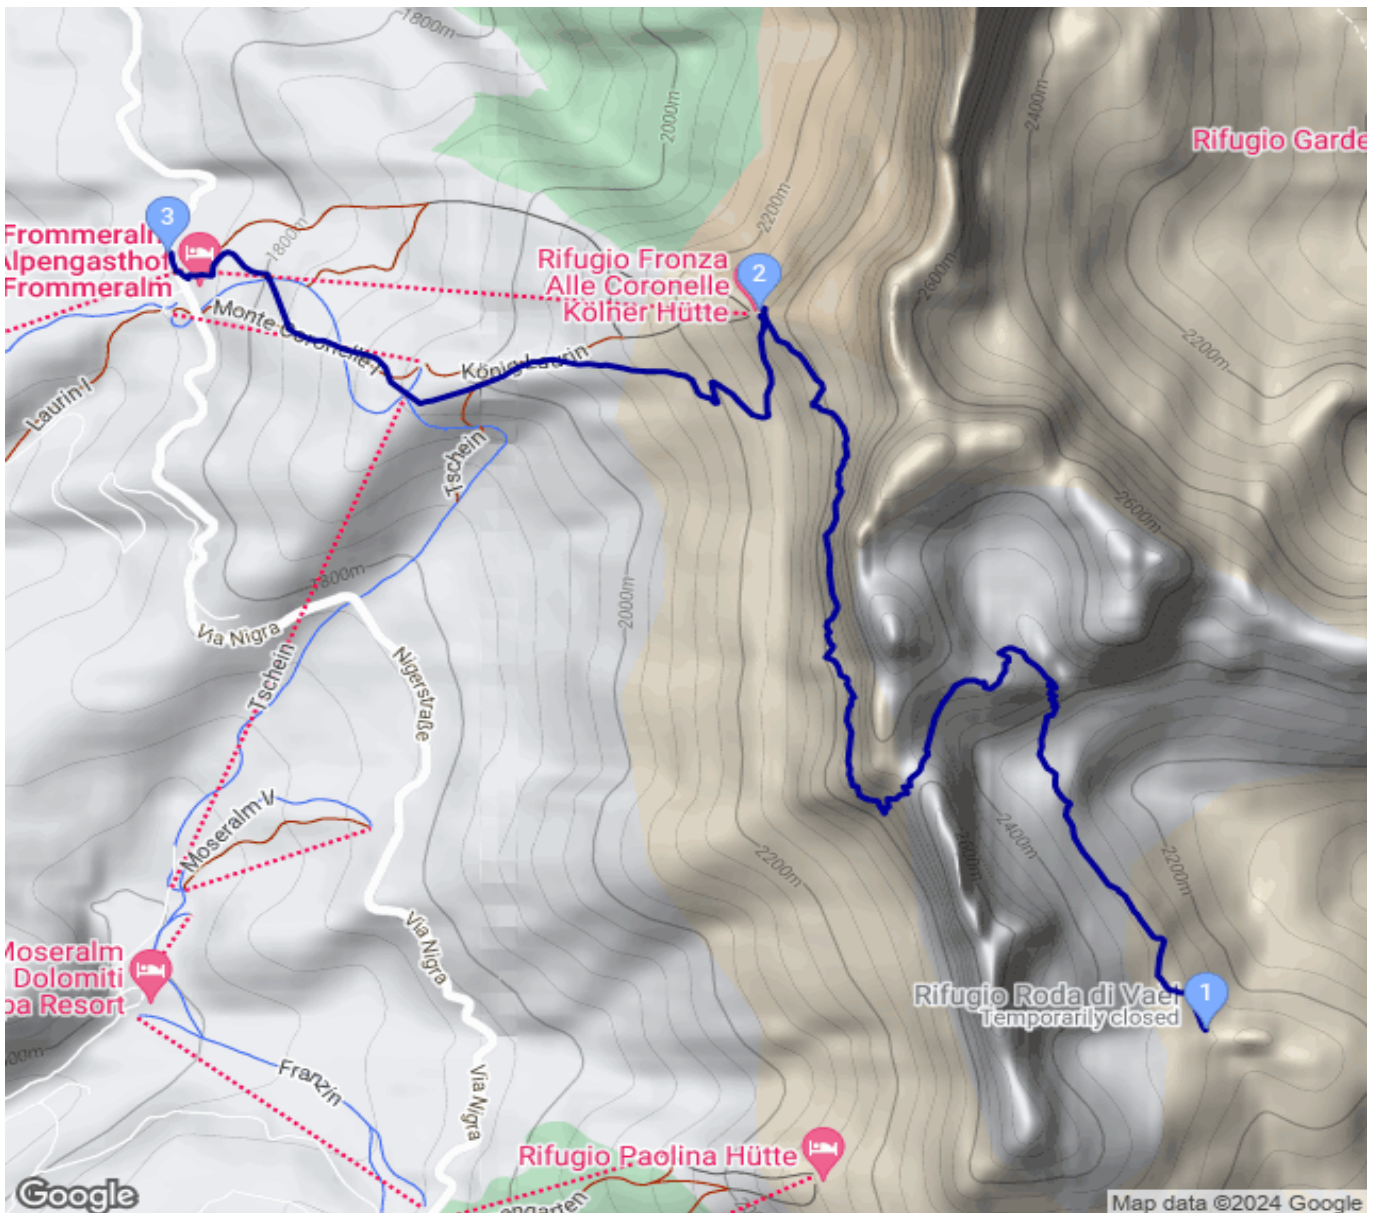 1800m
2000m
2400m
Rifugio Garde
2200m
3
1800m
Frommeralm
Alpengasthof
Frommeralm
Rifugio Fronza
Alle Coronelle
Kölner Hütte
2
2600m
Monte Coronelle I
König Laurin
2200m
Laurin I
Tschein
2600m
1800m
2000m
Via Nigra
Nigerstraße
Tschein
Moseralm IV
2200m
2600m
2400m
2200m
Via Nigra
Moseralm
Dolomiti
pa Resort
Rifugio Roda di Vael
Temporarily closed
1
Franzin
Via Nigra
Rifugio Paolina Hütte
engarten
Google
Map data ©2024 Google